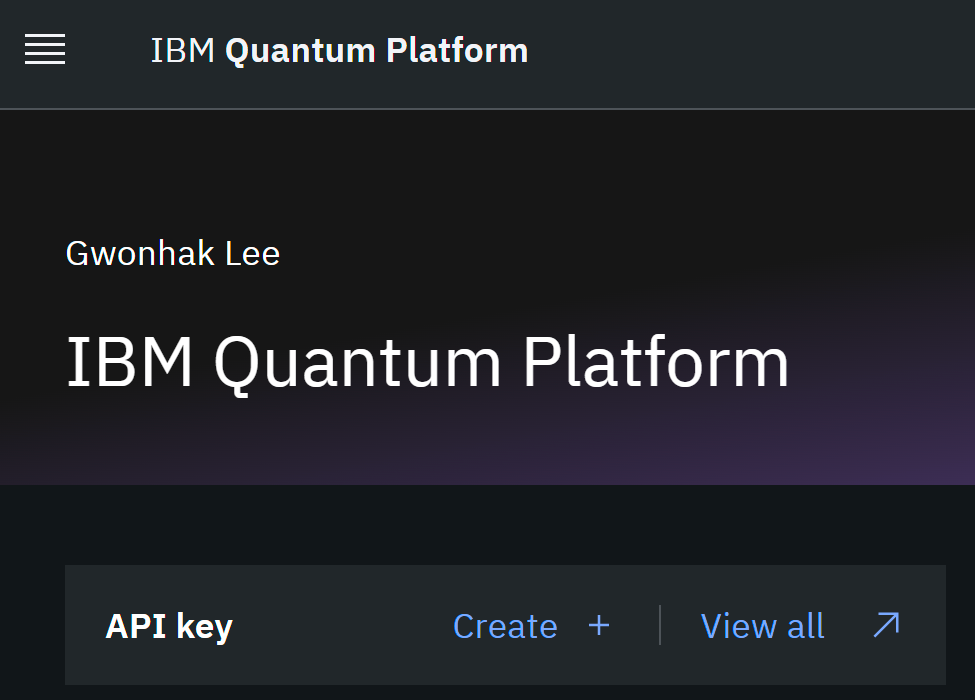 IBM Quantum Platform
Gwonhak Lee
IBM Quantum Platform
API key Create + View all